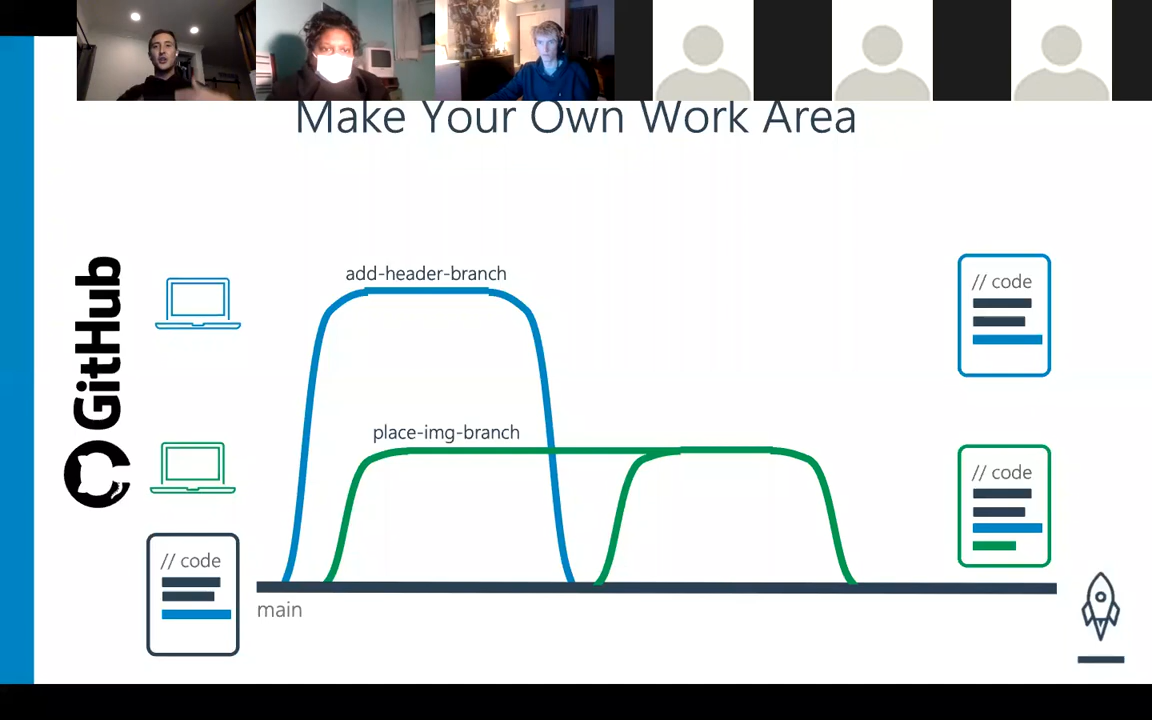 Make Your Own Work Area
GitHub
add-header-branch
// code
place-img-branch
// code
// code
main